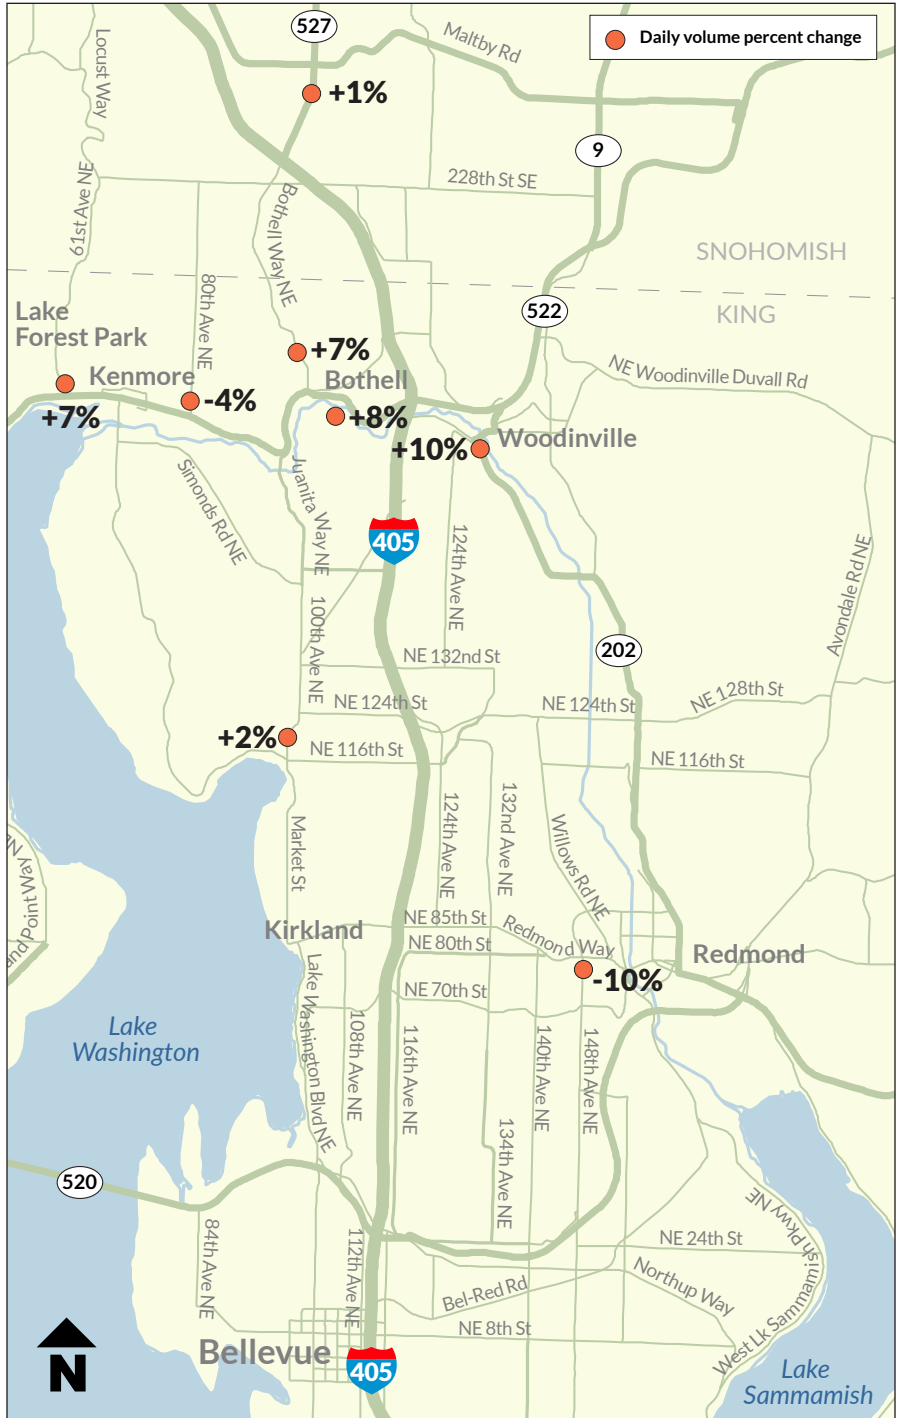 527
Daily volume percent change
Locust Way
Maltby Rd
+1%
9
228th St SE
61st Ave NE
Bothell Way NE
SNOHOMISH
80th Ave NE
522
KING
Lake
Forest Park
+7%
NE Woodinville Duvall Rd
Kenmore
Bothell
-4%
+7%
+8%
+10%
Woodinville
Simonds Rd NE
Juanita Way NE
405
124th Ave NE
Avondale Rd NE
100th Ave NE
202
NE 132nd St
NE 124th St
NE 124th St
NE 128th St
+2%
NE 116th St
NE 116th St
124th Ave NE
132nd Ave NE
Market St
Willows Rd NE
and Point Way N
NE 85th St
Redmond Way
Kirkland
NE 80th St
Redmond
-10%
NE 70th St
Lake Washington Blvd NE
108th Ave NE
116th Ave NE
140th Ave NE
148th Ave NE
Lake
Washington
134th Ave NE
520
84th Ave NE
112th Ave NE
NE 24th St
Northup Way
Bel-Red Rd
West Lk Sammamish Pkwy NE
NE 8th St
N
Bellevue
405
Lake
Sammamish